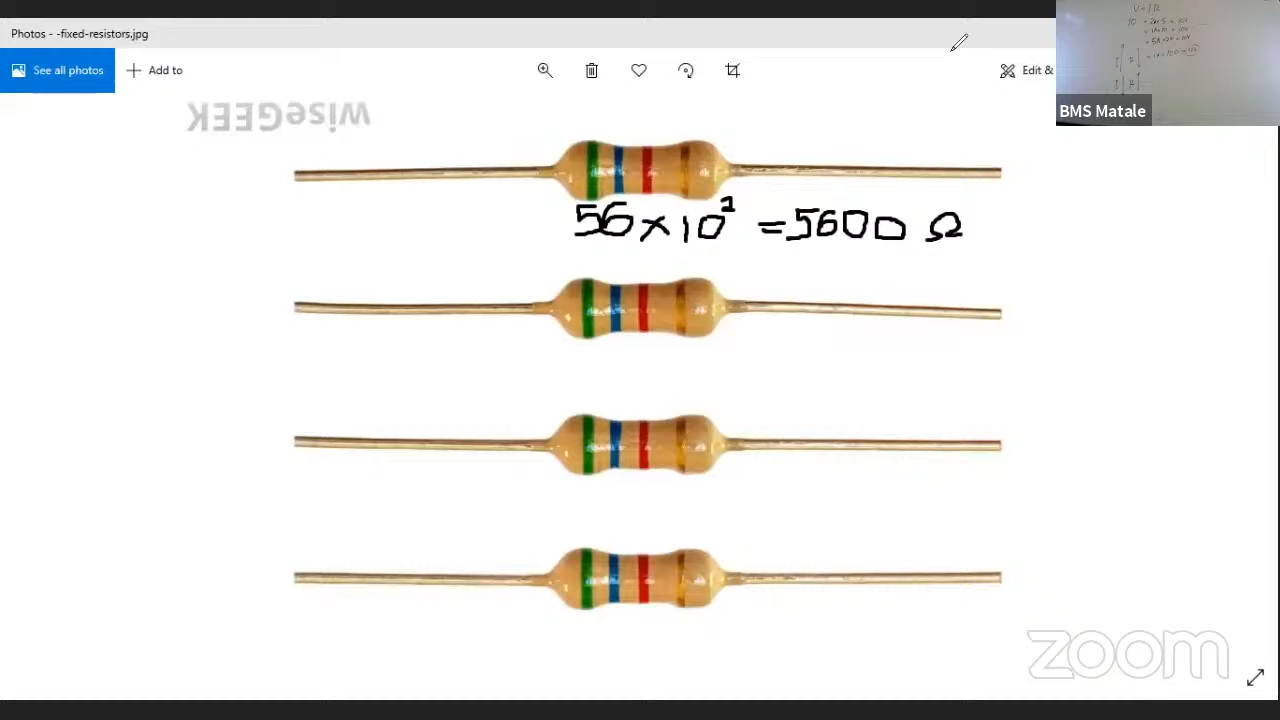 Photos - -fixed-resistors.jpg
See all photos
Add to
Edit &
BMS Matale
wiseGEEK
56 × 10² = 5600 Ω
zoom